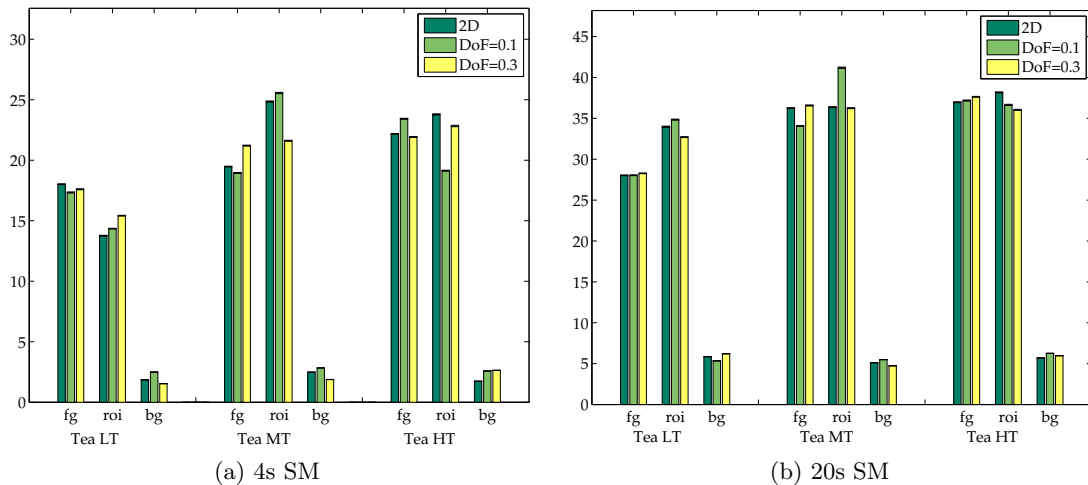 30
25
20
15
10
5
0
2D
DoF=0.1
DoF=0.3
fg roi bg fg roi bg fg roi bg
Tea LT Tea MT Tea HT
(a) 4s SM
45
40
35
30
25
20
15
10
5
0
2D
DoF=0.1
DoF=0.3
fg roi bg fg roi bg fg roi bg
Tea LT Tea MT Tea HT
(b) 20s SM